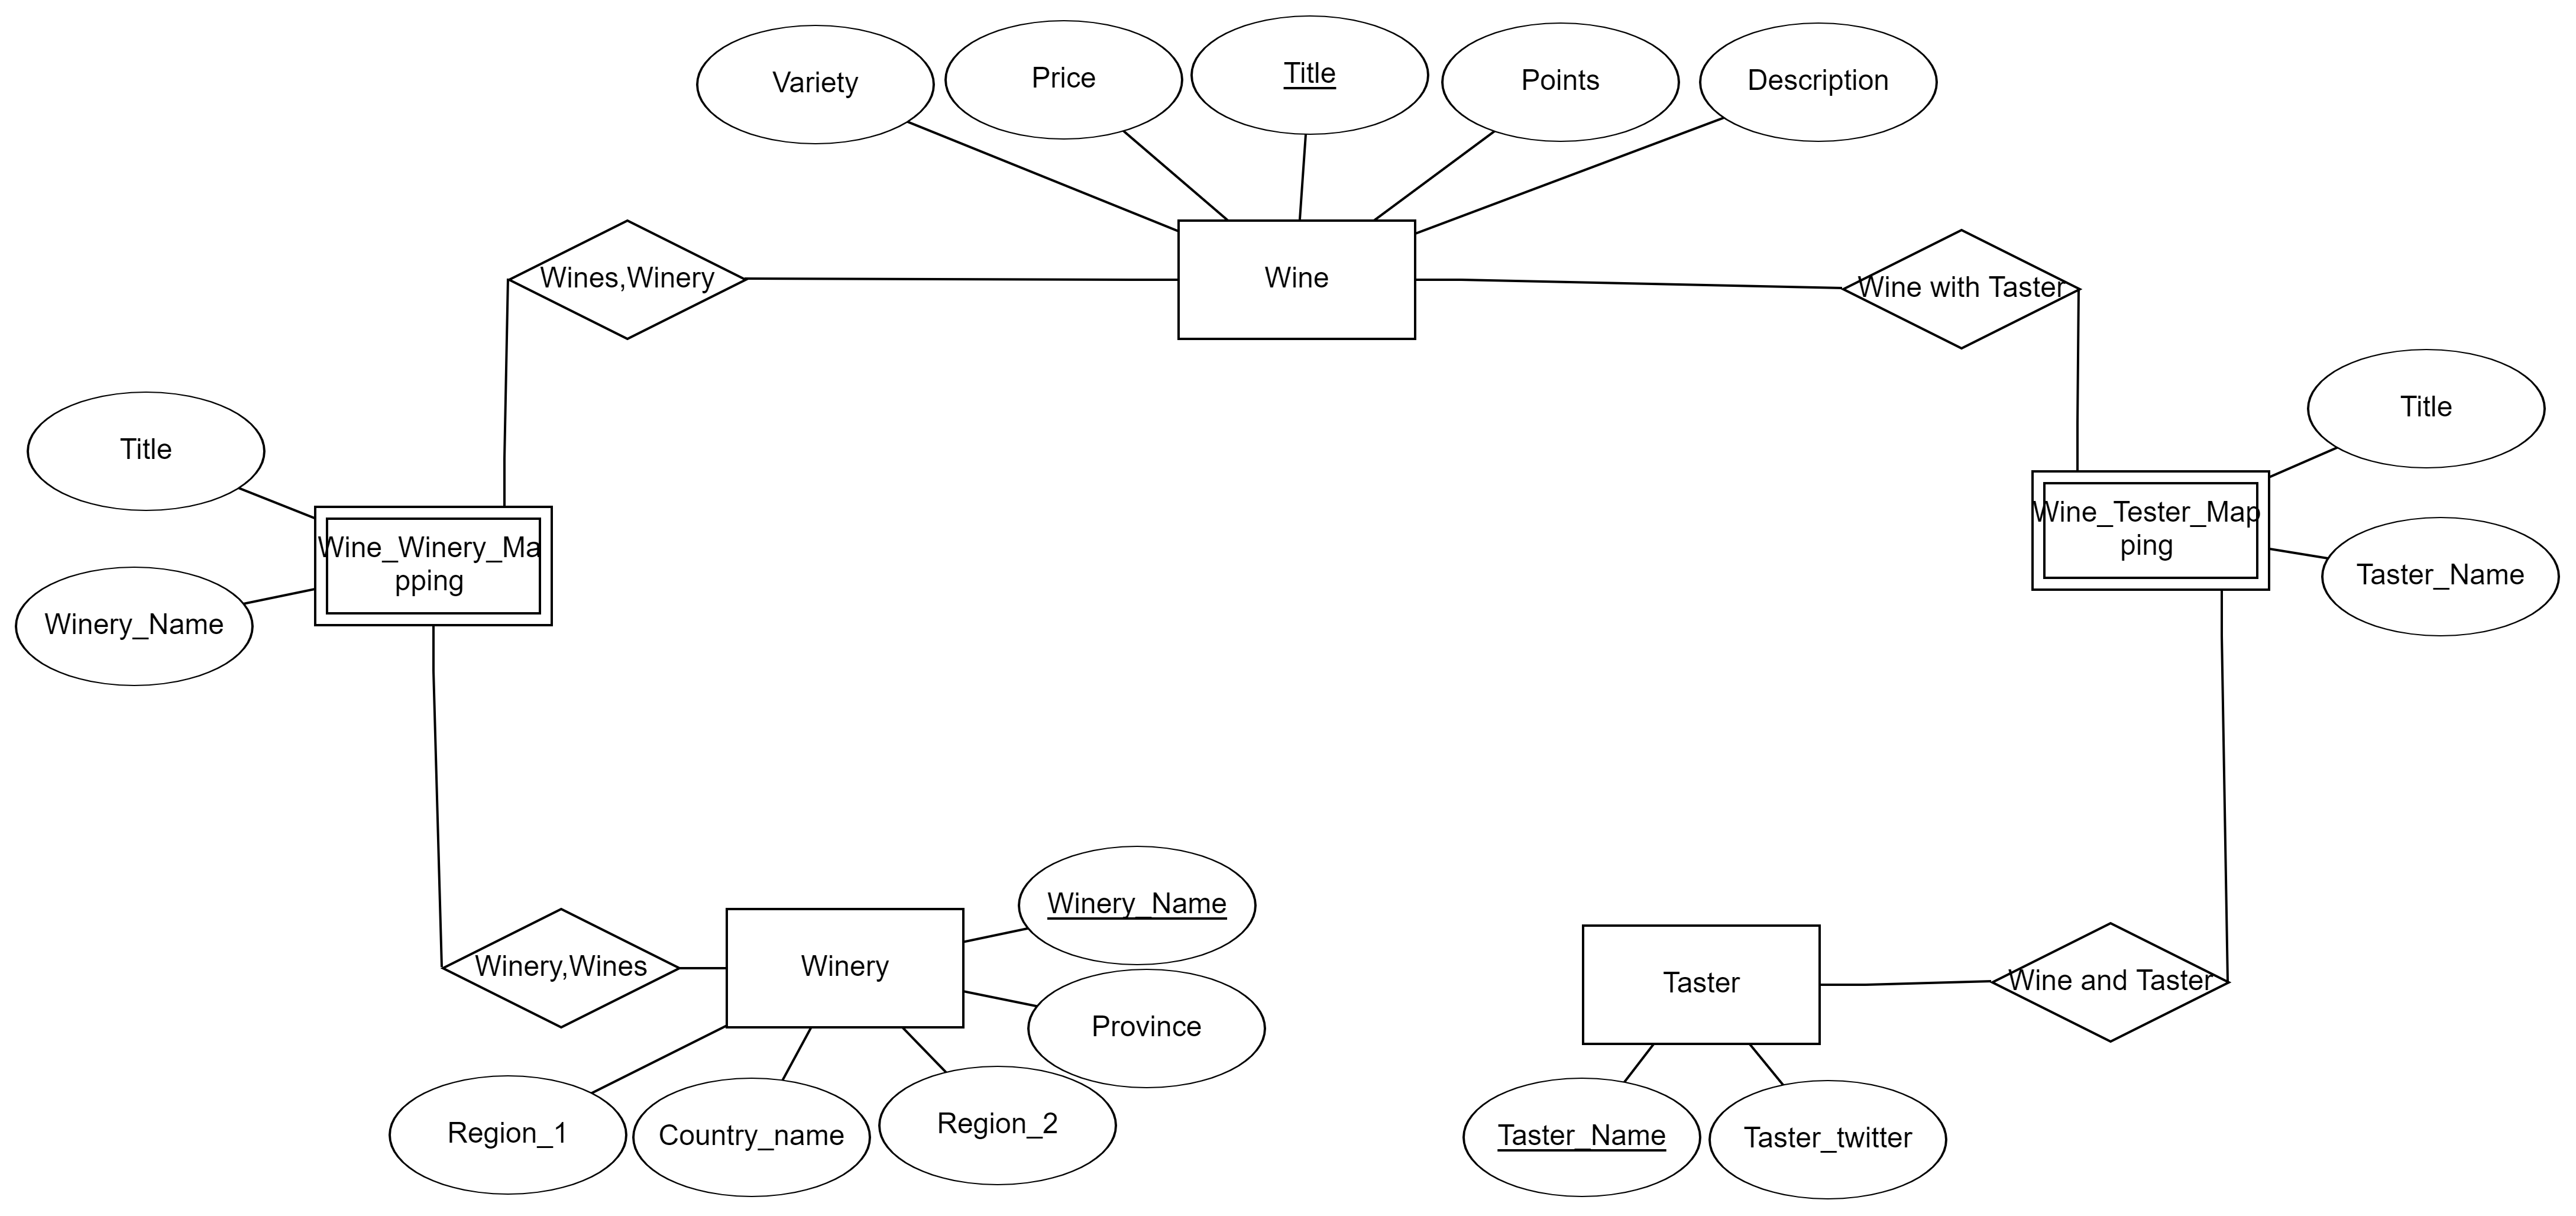 Variety
Price
Title
Points
Description
Wines,Winery
Wine
Wine with Taster
Title
Title
Wine_Winery_Ma
pping
Wine_Tester_Map
ping
Winery_Name
Taster_Name
Winery_Name
Winery,Wines
Winery
Province
Taster
Wine and Taster
Region_1
Country_name
Region_2
Taster_Name
Taster_twitter